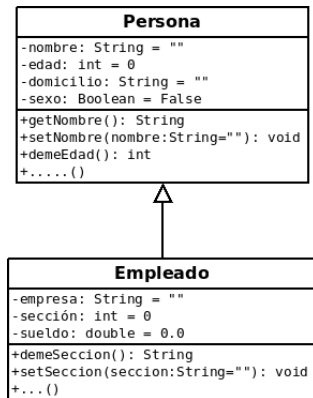 Persona
-nombre: String = ""
-edad: int = 0
-domicilio: String = ""
-sexo: Boolean = False
+getNombre(): String
+setNombre(nombre:String=""): void
+demeEdad(): int
+.....()
Empleado
-empresa: String = ""
-sección: int = 0
-sueldo: double = 0.0
+demeSeccion(): String
+setSeccion(seccion:String=""): void
+...()